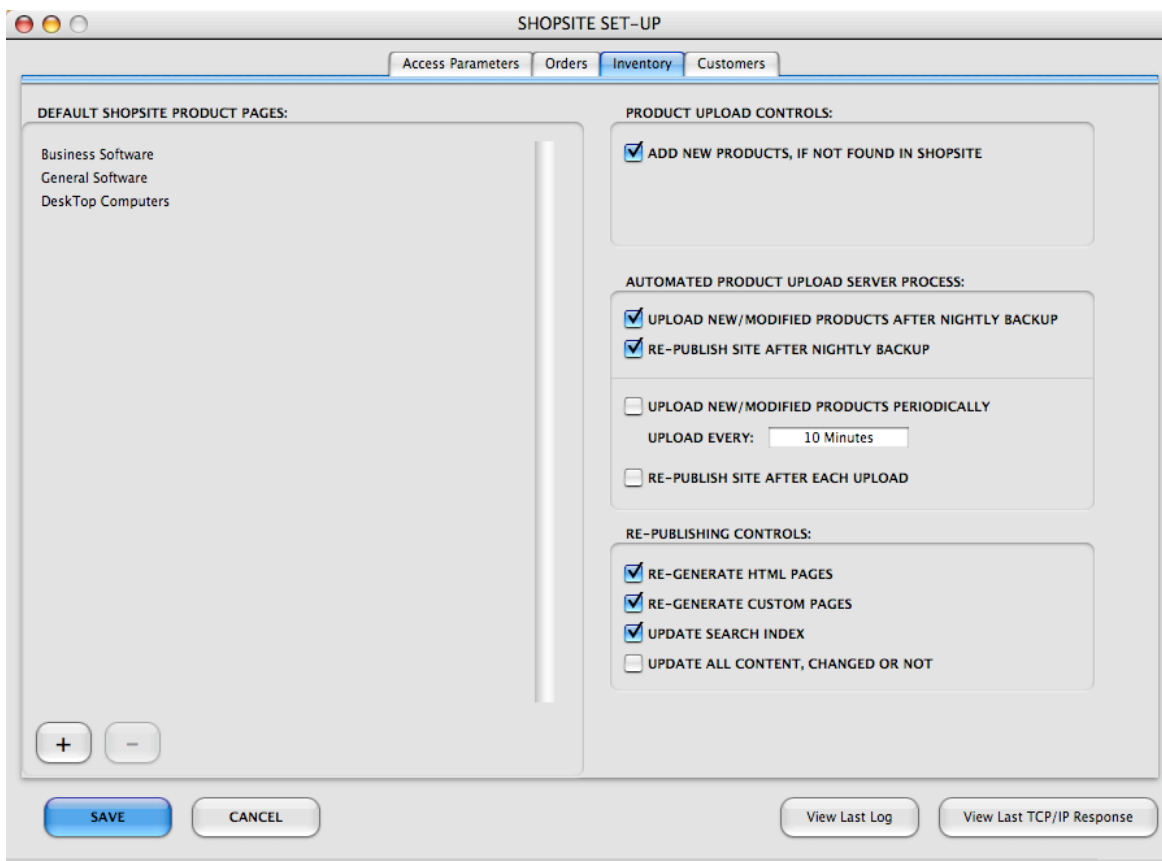 SHOPSITE SET-UP
Access Parameters Orders Inventory Customers
DEFAULT SHOPSITE PRODUCT PAGES:
Business Software
General Software
DeskTop Computers
+ -
PRODUCT UPLOAD CONTROLS:
ADD NEW PRODUCTS, IF NOT FOUND IN SHOPSITE
AUTOMATED PRODUCT UPLOAD SERVER PROCESS:
UPLOAD NEW/MODIFIED PRODUCTS AFTER NIGHTLY BACKUP
RE-PUBLISH SITE AFTER NIGHTLY BACKUP
UPLOAD NEW/MODIFIED PRODUCTS PERIODICALLY
UPLOAD EVERY: 10 Minutes
RE-PUBLISH SITE AFTER EACH UPLOAD
RE-PUBLISHING CONTROLS:
RE-GENERATE HTML PAGES
RE-GENERATE CUSTOM PAGES
UPDATE SEARCH INDEX
UPDATE ALL CONTENT, CHANGED OR NOT
SAVE CANCEL View Last Log View Last TCP/IP Response